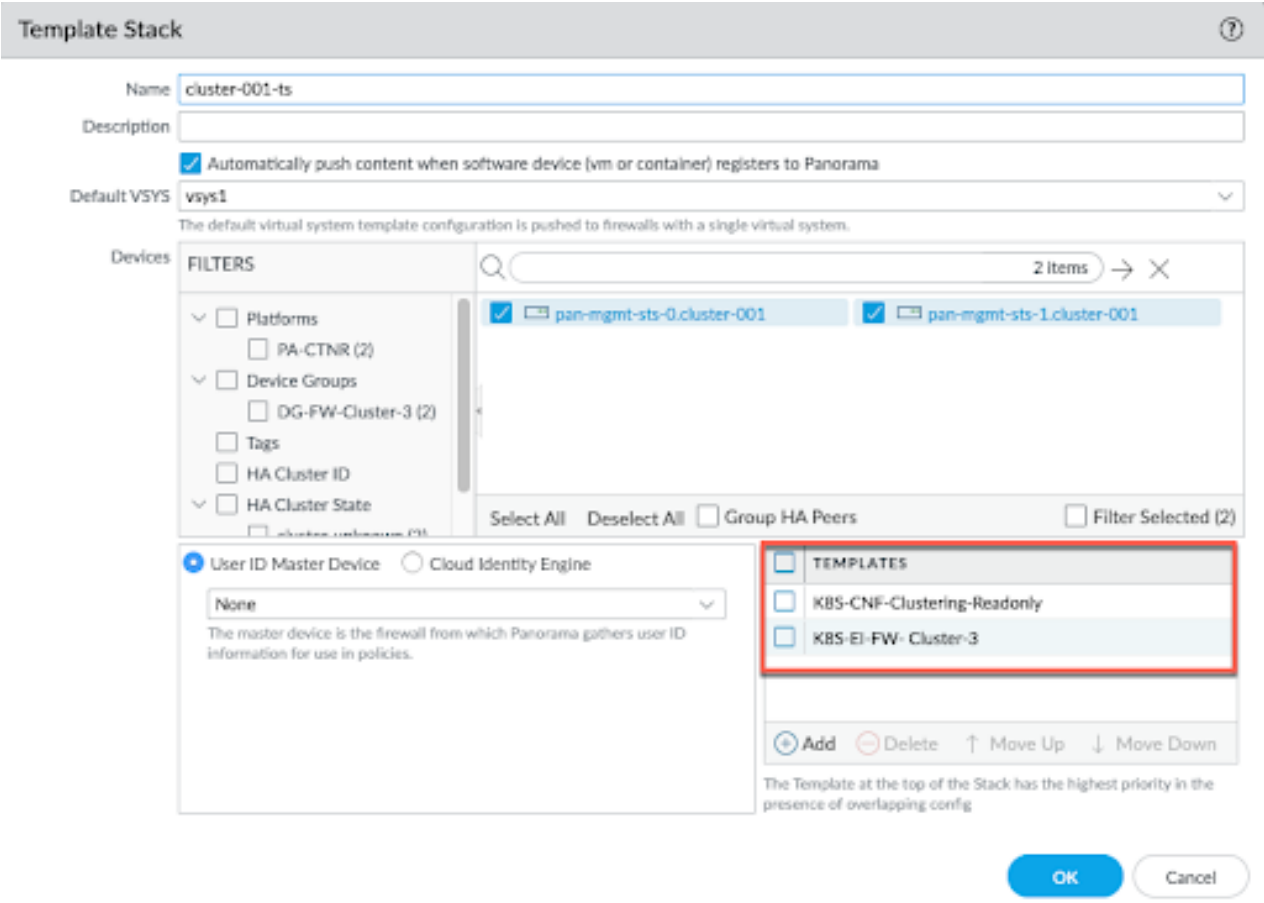 Template Stack
Name cluster-001-ts
Description
Automatically push content when software device (vm or container) registers to Panorama
Default VSYS vsys1
The default virtual system template configuration is pushed to firewalls with a single virtual system.
Devices
FILTERS
2 items
Platforms
PA-CTNR (2)
Device Groups
DG-FW-Cluster-3 (2)
Tags
HA Cluster ID
HA Cluster State
pan-mgmt-sts-0.cluster-001
pan-mgmt-sts-1.cluster-001
Select All Deselect All Group HA Peers Filter Selected (2)
User ID Master Device Cloud Identity Engine
None
The master device is the firewall from which Panorama gathers user ID
information for use in policies.
TEMPLATES
K8S-CNF-Clustering-Readonly
K8S-EI-FW- Cluster-3
Add Delete Move Up Move Down
The Template at the top of the Stack has the highest priority in the
presence of overlapping config
OK Cancel